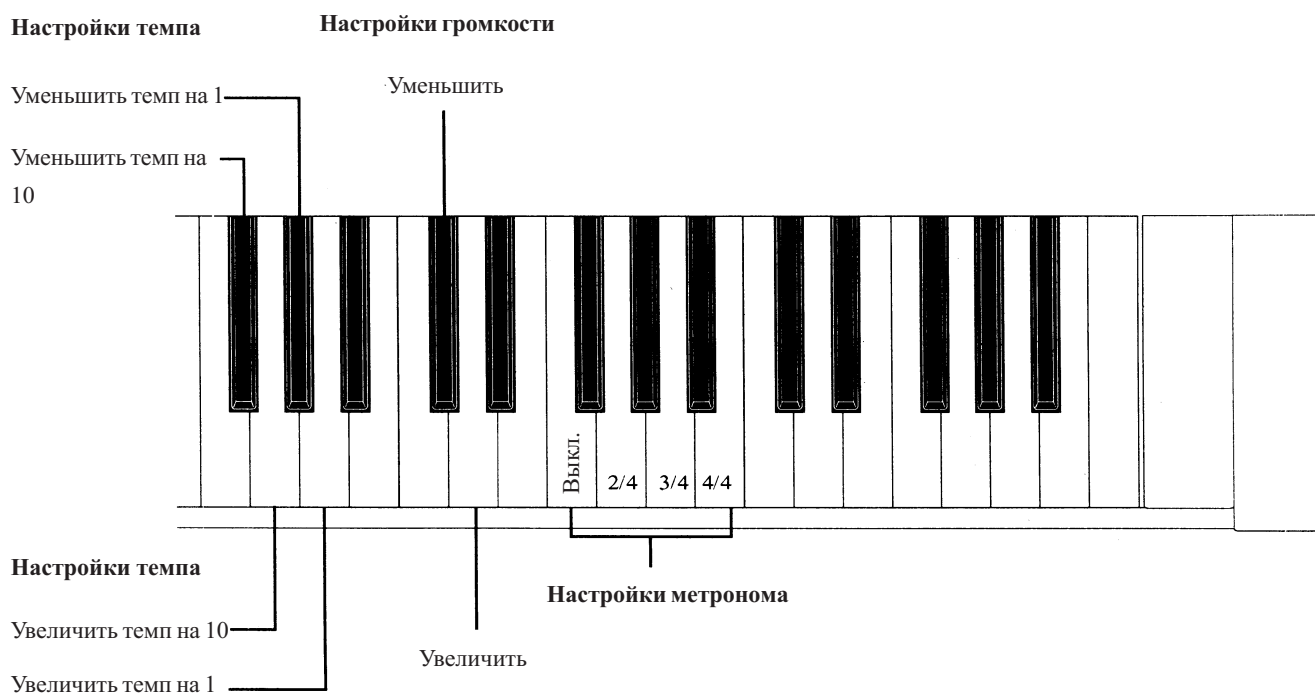 Настройки темпа
Настройки громкости
Уменьшить темп на 1
Уменьшить
Уменьшить темп на
10
Выкл.
2/4
3/4
4/4
Настройки темпа
Настройки метронома
Увеличить темп на 10
Увеличить
Увеличить темп на 1